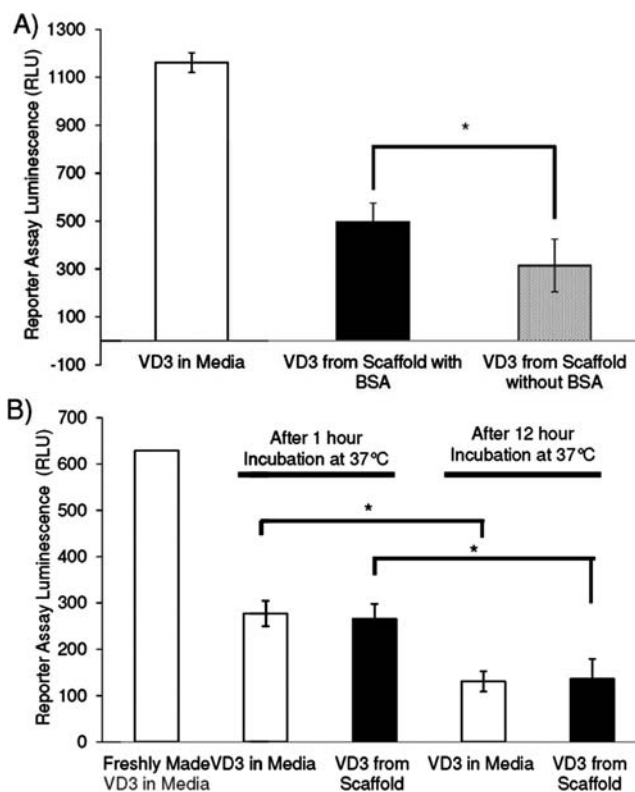 A)
Reporter Assay Luminescence (RLU)
1300
1100
900
700
500
300
100
-100
*
VD3 in Media
VD3 from Scaffold with
BSA
VD3 from Scaffold
without BSA
B)
Reporter Assay Luminescence (RLU)
700
600
500
400
300
200
100
0
After 1 hour
Incubation at 37°C
After 12 hour
Incubation at 37°C
*
*
Freshly Made
VD3 in Media
VD3 in Media
VD3 from
Scaffold
VD3 in Media
VD3 from
Scaffold